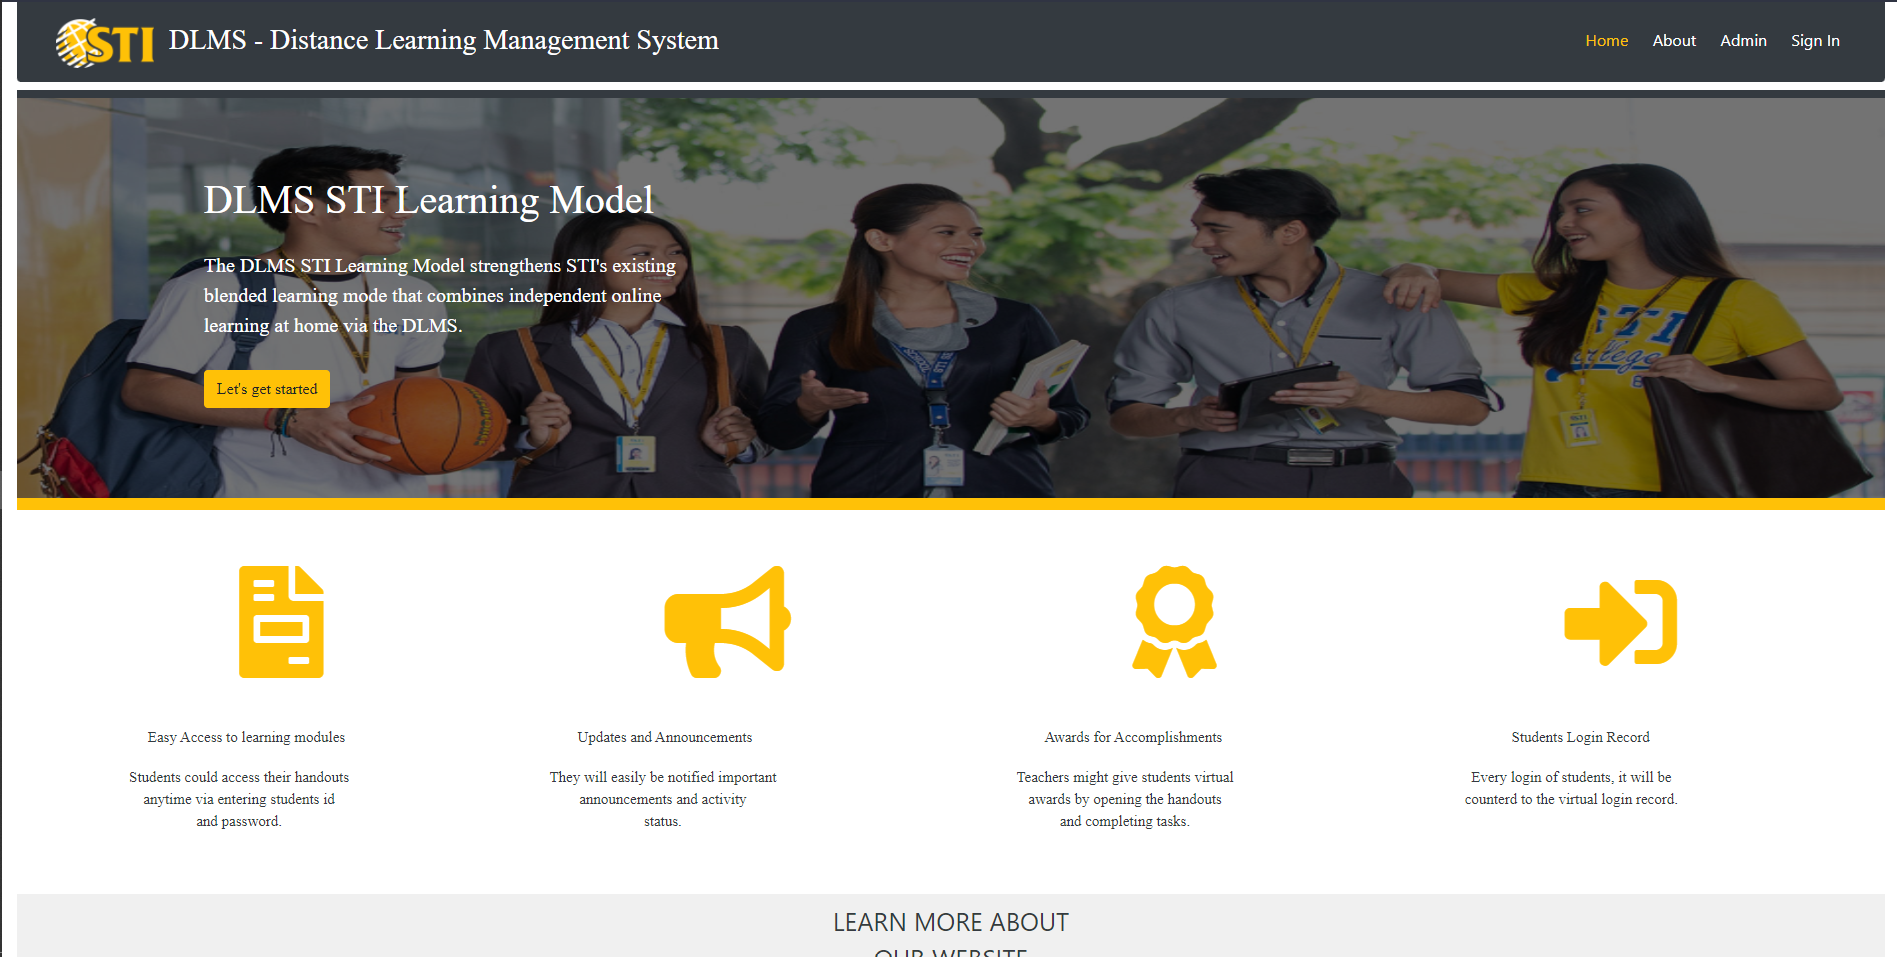 STI DLMS - Distance Learning Management System
Home About Admin Sign In
DLMS STI Learning Model
The DLMS STI Learning Model strengthens STI's existing
blended learning mode that combines independent online
learning at home via the DLMS.
Let's get started
STI
College
Easy Access to learning modules
Students could access their handouts
anytime via entering students id
and password.
Updates and Announcements
They will easily be notified important
announcements and activity
status.
Awards for Accomplishments
Teachers might give students virtual
awards by opening the handouts
and completing tasks.
Students Login Record
Every login of students, it will be
counterd to the virtual login record.
LEARN MORE ABOUT
OUR WEBSITE